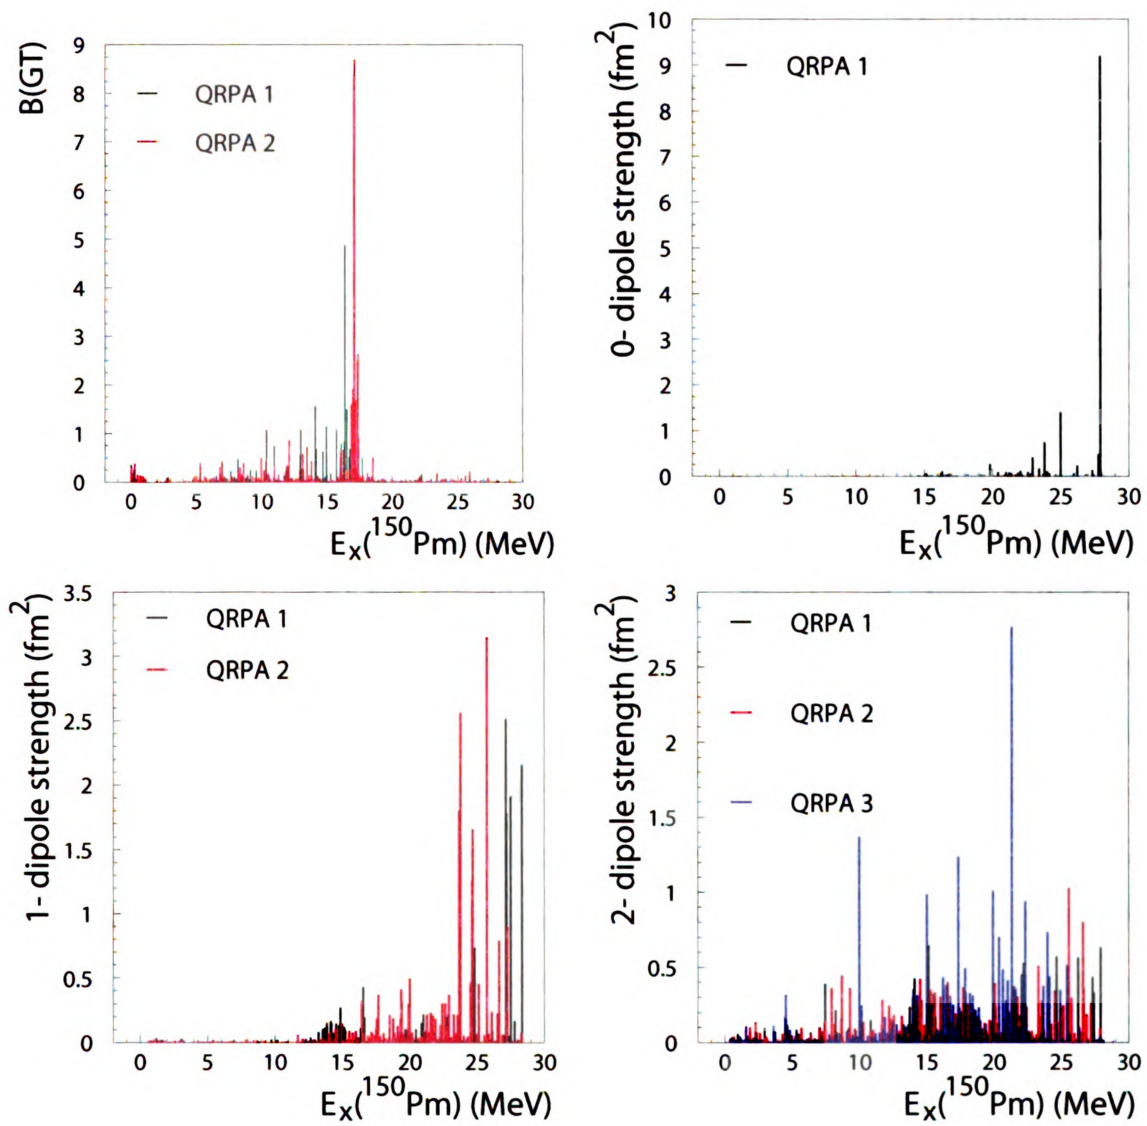 B(GT)
9
8
7
6
5
4
3
2
1
0
QRPA 1
QRPA 2
0 5 10 15 20 25 30
Ex(150Pm) (MeV)
0- dipole strength (fm2)
10
9
8
7
6
5
4
3
2
1
0
QRPA 1
0 5 10 15 20 25 30
Ex(150Pm) (MeV)
1- dipole strength (fm2)
3.5
3
2.5
2
1.5
1
0.5
0
QRPA 1
QRPA 2
0 5 10 15 20 25 30
Ex(150Pm) (MeV)
2- dipole strength (fm2)
3
2.5
2
1.5
1
0.5
0
QRPA 1
QRPA 2
QRPA 3
0 5 10 15 20 25 30
Ex(150Pm) (MeV)